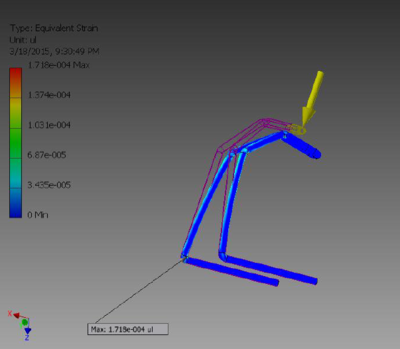 Type: Equivalent Strain
Unit: ul
3/18/2015, 9:39:49 PM
1.718e-004 Max
1.374e-004
1.031e-004
6.87e-005
3.435e-005
0 Min
X
Z
Max: 1.718e-004 ul